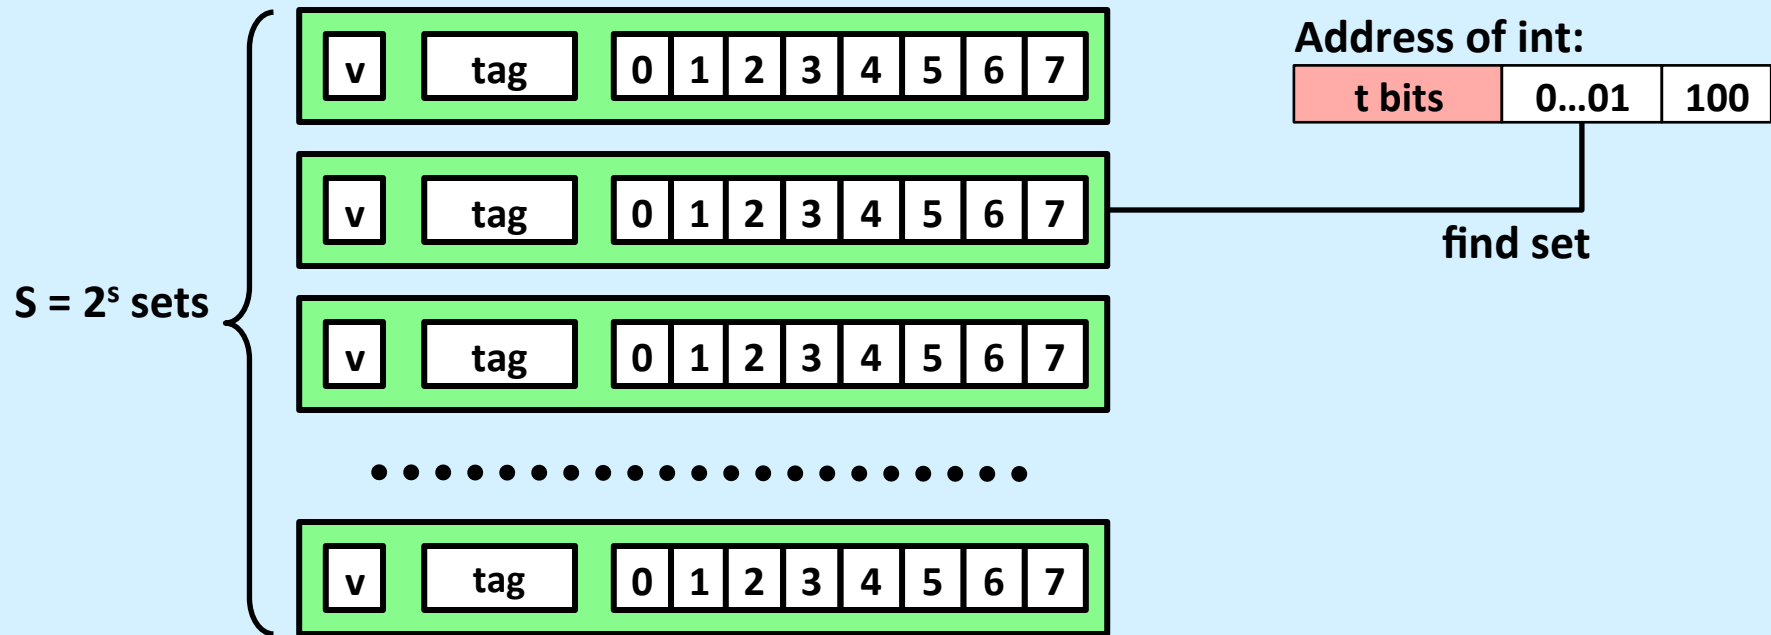 v tag 0 1 2 3 4 5 6 7
Address of int:
t bits 0...01 100
v tag 0 1 2 3 4 5 6 7
find set
S = 2ˢ sets
v tag 0 1 2 3 4 5 6 7
v tag 0 1 2 3 4 5 6 7